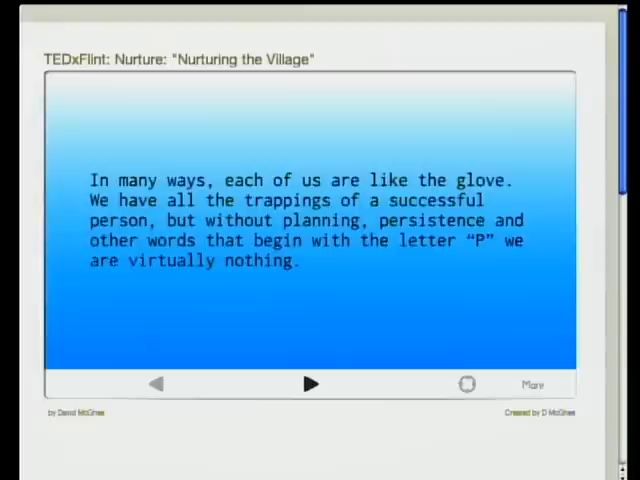 TEDxFlint: Nurture: "Nurturing the Village"
In many ways, each of us are like the glove.
We have all the trappings of a successful
person, but without planning, persistence and
other words that begin with the letter “P” we
are virtually nothing.
More
by David McGhee
Created by D McGhee